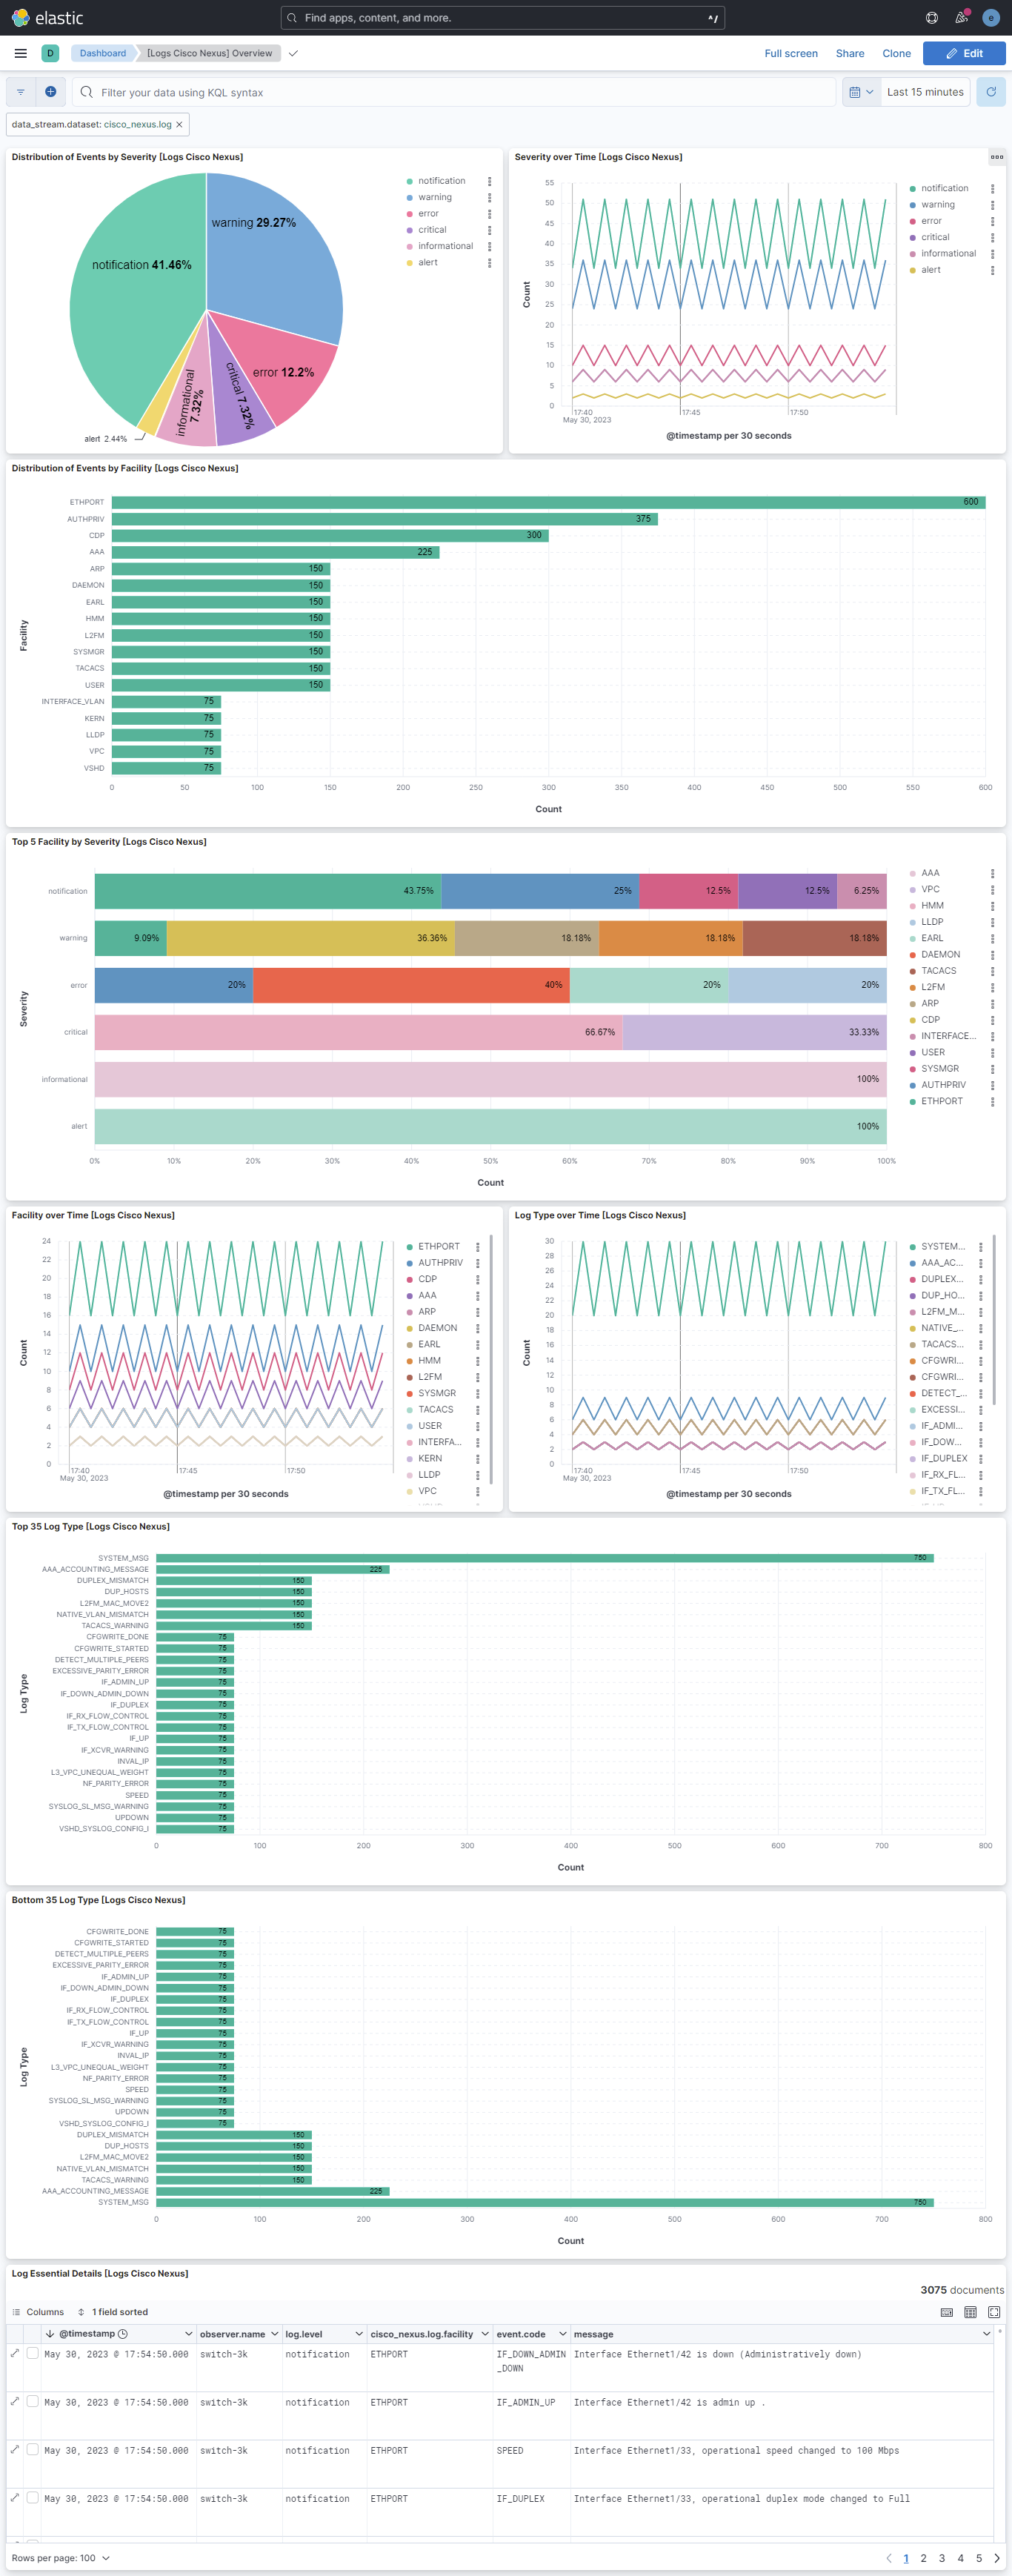 elastic
Find apps, content, and more.
^/
e
D
Dashboard
[Logs Cisco Nexus] Overview
Full screen
Share
Clone
Edit
Filter your data using KQL syntax
Last 15 minutes
data_stream.dataset: cisco_nexus.log ×
Distribution of Events by Severity [Logs Cisco Nexus]
notification 41.46%
warning 29.27%
error 12.2%
critical 7.32%
informational 7.32%
alert 2.44%
notification
warning
error
critical
informational
alert
Severity over Time [Logs Cisco Nexus]
Count
55
50
45
40
35
30
25
20
15
10
5
0
17:40
May 30, 2023
17:45
17:50
@timestamp per 30 seconds
notification
warning
error
critical
informational
alert
Distribution of Events by Facility [Logs Cisco Nexus]
Facility
ETHPORT 600
AUTHPRIV 375
CDP 300
AAA 225
ARP 150
DAEMON 150
EARL 150
HMM 150
L2FM 150
SYSMGR 150
TACACS 150
USER 150
INTERFACE_VLAN 75
KERN 75
LLDP 75
VPC 75
VSHD 75
0 50 100 150 200 250 300 350 400 450 500 550 600
Count
Top 5 Facility by Severity [Logs Cisco Nexus]
Severity
notification 43.75% 25% 12.5% 12.5% 6.25%
warning 9.09% 36.36% 18.18% 18.18% 18.18%
error 20% 40% 20% 20%
critical 66.67% 33.33%
informational 100%
alert 100%
0% 10% 20% 30% 40% 50% 60% 70% 80% 90% 100%
Count
AAA
VPC
HMM
LLDP
EARL
DAEMON
TACACS
L2FM
ARP
CDP
INTERFACE...
USER
SYSMGR
AUTHPRIV
ETHPORT
Facility over Time [Logs Cisco Nexus]
Count
24
22
20
18
16
14
12
10
8
6
4
2
0
17:40
May 30, 2023
17:45
17:50
@timestamp per 30 seconds
ETHPORT
AUTHPRIV
CDP
AAA
ARP
DAEMON
EARL
HMM
L2FM
SYSMGR
TACACS
USER
INTERFA...
KERN
LLDP
VPC
Log Type over Time [Logs Cisco Nexus]
Count
30
28
26
24
22
20
18
16
14
12
10
8
6
4
2
0
17:40
May 30, 2023
17:45
17:50
@timestamp per 30 seconds
SYSTEM...
AAA_AC...
DUPLEX...
DUP_HO...
L2FM_M...
NATIVE_...
TACACS...
CFGWRI...
CFGWRI...
DETECT_...
EXCESSI...
IF_ADMI...
IF_DOW...
IF_DUPLEX
IF_RX_FL...
IF_TX_FL...
Top 35 Log Type [Logs Cisco Nexus]
Log Type
SYSTEM_MSG 750
AAA_ACCOUNTING_MESSAGE 225
DUPLEX_MISMATCH 150
DUP_HOSTS 150
L2FM_MAC_MOVE2 150
NATIVE_VLAN_MISMATCH 150
TACACS_WARNING 150
CFGWRITE_DONE 75
CFGWRITE_STARTED 75
DETECT_MULTIPLE_PEERS 75
EXCESSIVE_PARITY_ERROR 75
IF_ADMIN_UP 75
IF_DOWN_ADMIN_DOWN 75
IF_DUPLEX 75
IF_RX_FLOW_CONTROL 75
IF_TX_FLOW_CONTROL 75
IF_UP 75
IF_XCVR_WARNING 75
INVAL_IP 75
L3_VPC_UNEQUAL_WEIGHT 75
NF_PARITY_ERROR 75
SPEED 75
SYSLOG_SL_MSG_WARNING 75
UPDOWN 75
VSHD_SYSLOG_CONFIG_I 75
0 100 200 300 400 500 600 700 800
Count
Bottom 35 Log Type [Logs Cisco Nexus]
Log Type
CFGWRITE_DONE 75
CFGWRITE_STARTED 75
DETECT_MULTIPLE_PEERS 75
EXCESSIVE_PARITY_ERROR 75
IF_ADMIN_UP 75
IF_DOWN_ADMIN_DOWN 75
IF_DUPLEX 75
IF_RX_FLOW_CONTROL 75
IF_TX_FLOW_CONTROL 75
IF_UP 75
IF_XCVR_WARNING 75
INVAL_IP 75
L3_VPC_UNEQUAL_WEIGHT 75
NF_PARITY_ERROR 75
SPEED 75
SYSLOG_SL_MSG_WARNING 75
UPDOWN 75
VSHD_SYSLOG_CONFIG_I 75
DUPLEX_MISMATCH 150
DUP_HOSTS 150
L2FM_MAC_MOVE2 150
NATIVE_VLAN_MISMATCH 150
TACACS_WARNING 150
AAA_ACCOUNTING_MESSAGE 225
SYSTEM_MSG 750
0 100 200 300 400 500 600 700 800
Count
Log Essential Details [Logs Cisco Nexus]
3075 documents
Columns
1 field sorted
@timestamp observer.name log.level cisco_nexus.log.facility event.code message
May 30, 2023 @ 17:54:50.000 switch-3k notification ETHPORT IF_DOWN_ADMIN Interface Ethernet1/42 is down (Administratively down)
_DOWN
May 30, 2023 @ 17:54:50.000 switch-3k notification ETHPORT IF_ADMIN_UP Interface Ethernet1/42 is admin up .
May 30, 2023 @ 17:54:50.000 switch-3k notification ETHPORT SPEED Interface Ethernet1/33, operational speed changed to 100 Mbps
May 30, 2023 @ 17:54:50.000 switch-3k notification ETHPORT IF_DUPLEX Interface Ethernet1/33, operational duplex mode changed to Full
Rows per page: 100
1 2 3 4 5